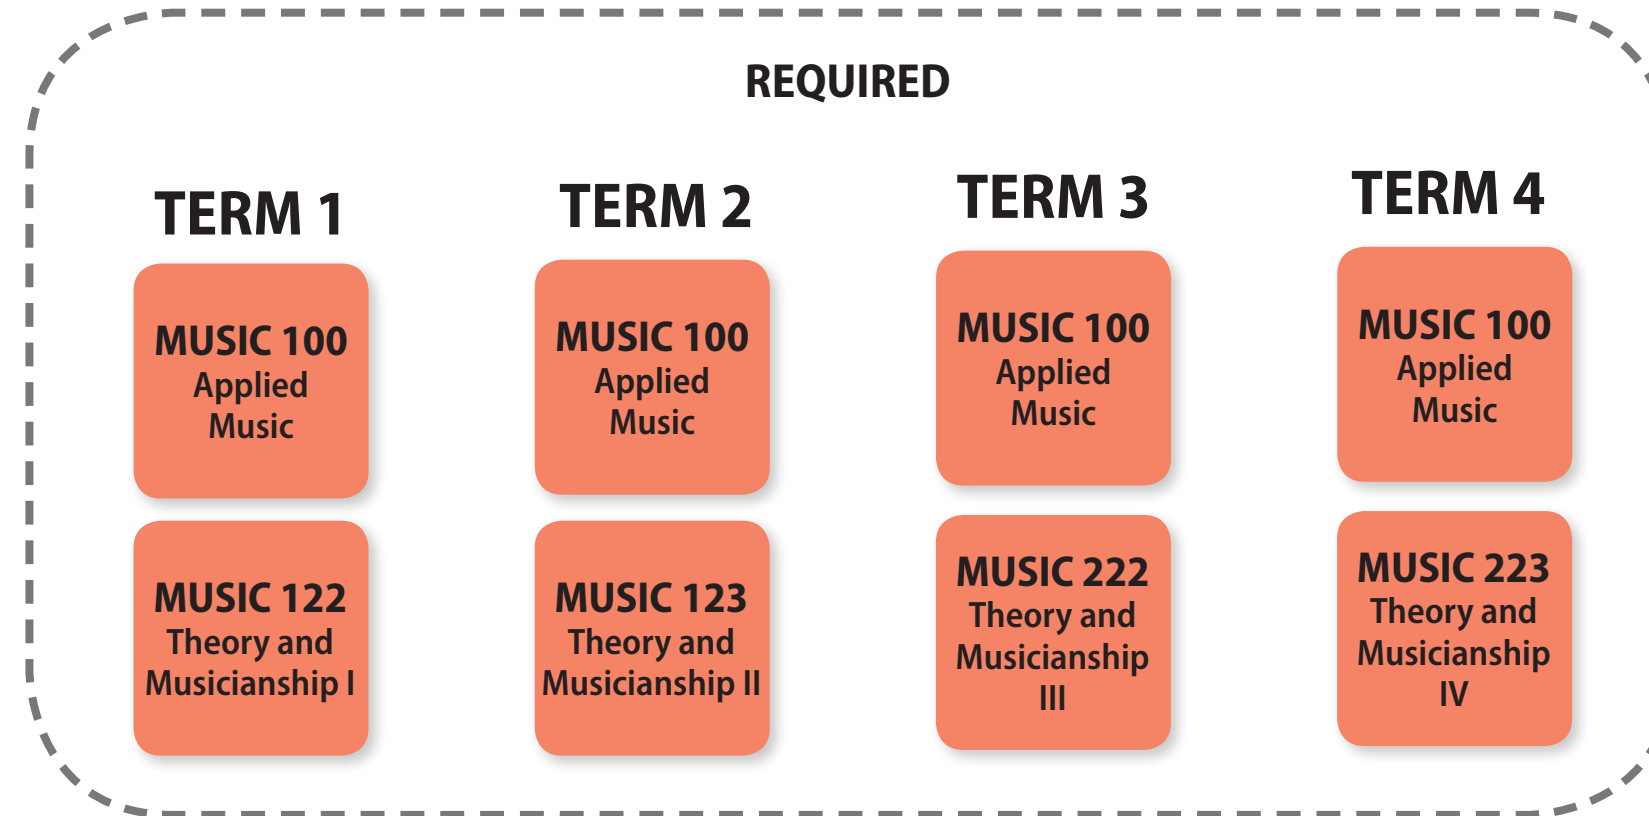 REQUIRED
TERM 1
MUSIC 100
Applied
Music
MUSIC 122
Theory and
Musicianship I
TERM 2
MUSIC 100
Applied
Music
MUSIC 123
Theory and
Musicianship II
TERM 3
MUSIC 100
Applied
Music
MUSIC 222
Theory and
Musicianship
III
TERM 4
MUSIC 100
Applied
Music
MUSIC 223
Theory and
Musicianship
IV